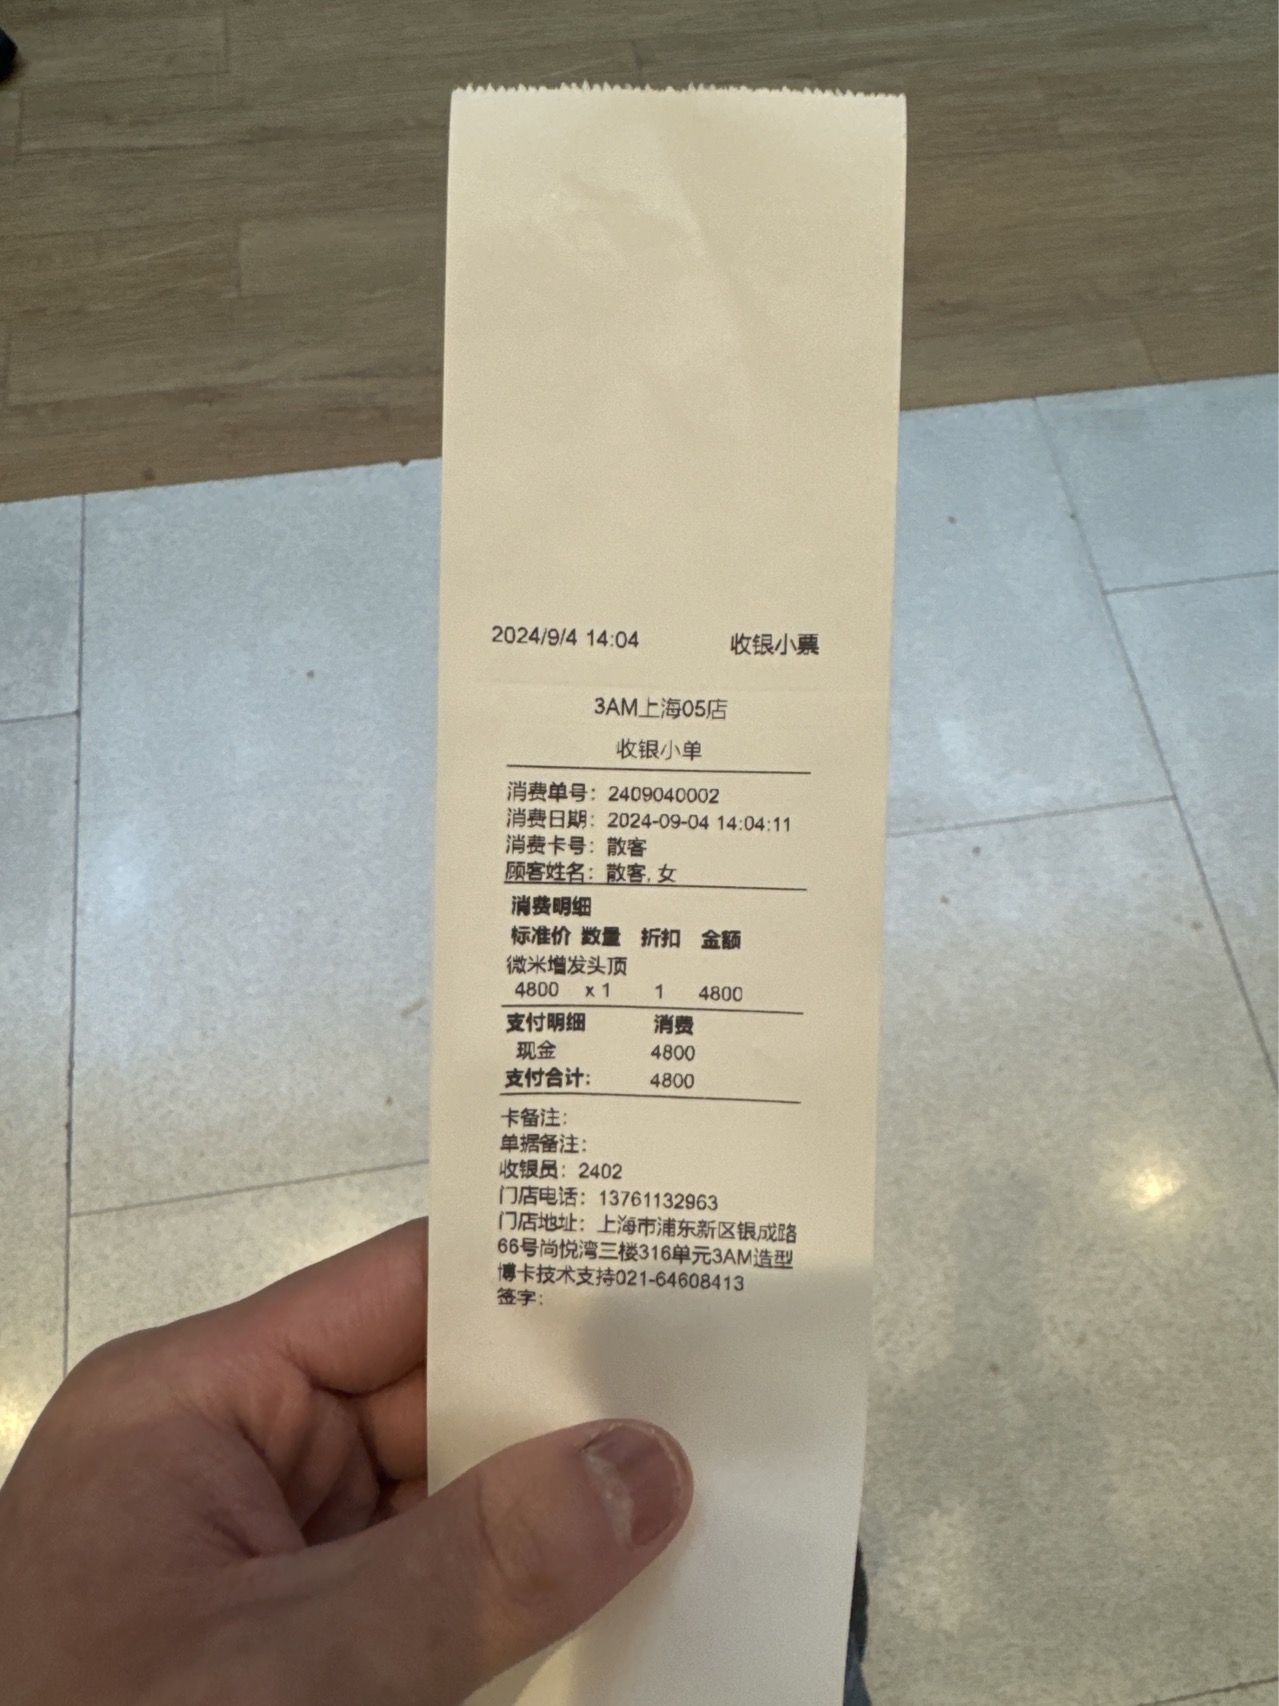 2024/9/4 14:04 收银小票
3AM上海05店
收银小单
消费单号：2409040002
消费日期：2024-09-04 14:04:11
消费卡号：散客
顾客姓名：散客,女
消费明细
标准价 数量 折扣 金额
微米增发头顶
4800 x 1 1 4800
支付明细 消费
现金 4800
支付合计： 4800
卡备注：
单据备注：
收银员：2402
门店电话：13761132963
门店地址：上海市浦东新区银成路
66号尚悦湾三楼316单元3AM造型
博卡技术支持021-64608413
签字：